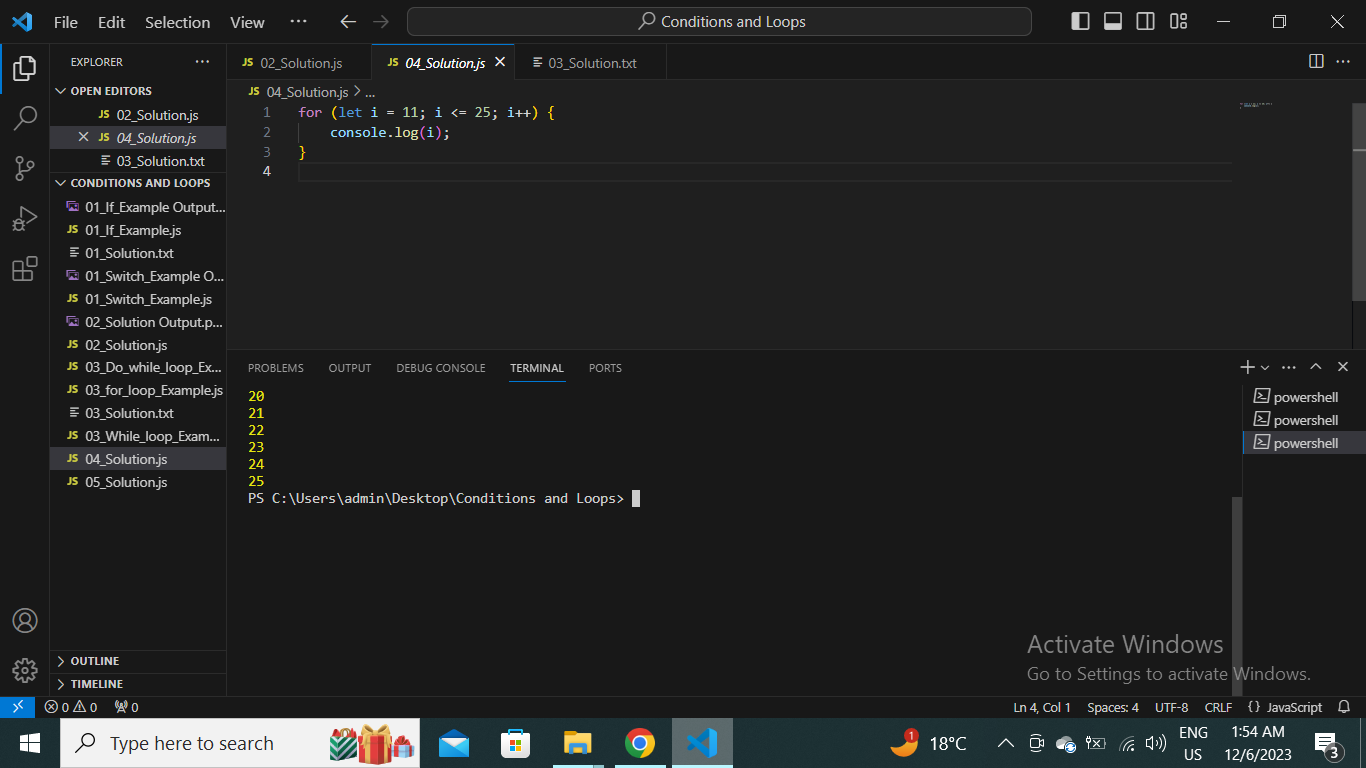 File Edit Selection View ··· Conditions and Loops
EXPLORER ···
OPEN EDITORS
JS 02_Solution.js
JS 04_Solution.js
03_Solution.txt
CONDITIONS AND LOOPS
01_If_Example Output...
JS 01_If_Example.js
01_Solution.txt
01_Switch_Example O...
JS 01_Switch_Example.js
02_Solution Output.p...
JS 02_Solution.js
JS 03_Do_while_loop_Ex...
JS 03_for_loop_Example.js
03_Solution.txt
JS 03_While_loop_Exam...
JS 04_Solution.js
JS 05_Solution.js
OUTLINE
TIMELINE
JS 02_Solution.js JS 04_Solution.js 03_Solution.txt ···
JS 04_Solution.js > ...
1 for (let i = 11; i <= 25; i++) {
2 console.log(i);
3 }
4
PROBLEMS OUTPUT DEBUG CONSOLE TERMINAL PORTS ···
20
21
22
23
24
25
PS C:\Users\admin\Desktop\Conditions and Loops>
powershell
powershell
powershell
Activate Windows
Go to Settings to activate Windows.
0 0 0 Ln 4, Col 1 Spaces: 4 UTF-8 CRLF {} JavaScript
Type here to search 1 18°C ENG 1:54 AM
US 12/6/2023 3